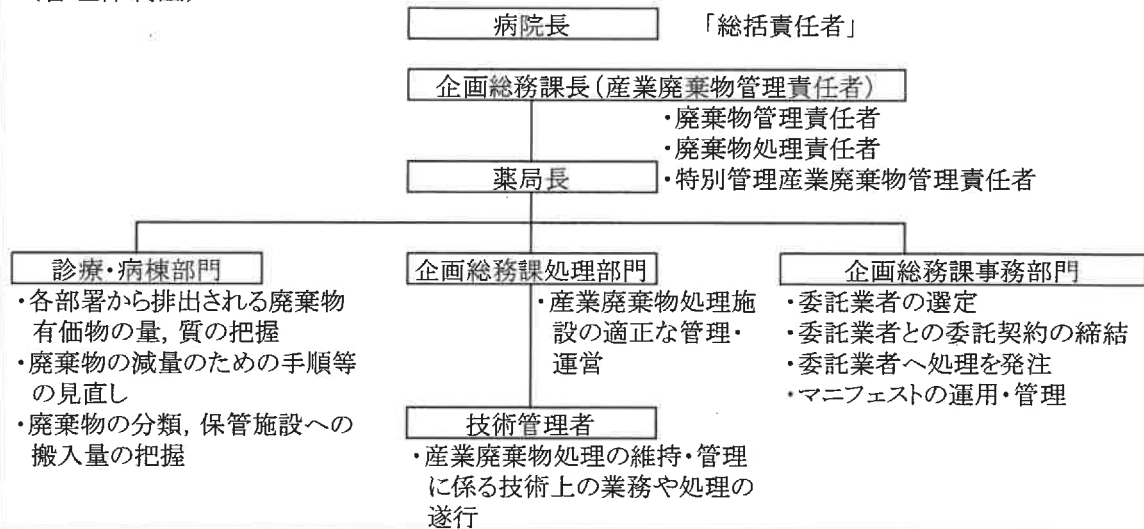 病院長 「総括責任者」
企画総務課長(産業廃棄物管理責任者)
・廃棄物管理責任者
・廃棄物処理責任者
薬局長 ・特別管理産業廃棄物管理責任者
診療・病棟部門
・各部署から排出される廃棄物
有価物の量,質の把握
・廃棄物の減量のための手順等
の見直し
・廃棄物の分類,保管施設への
搬入量の把握
企画総務課処理部門
・産業廃棄物処理施
設の適正な管理・
運営
技術管理者
・産業廃棄物処理の維持・管理
に係る技術上の業務や処理の
遂行
企画総務課事務部門
・委託業者の選定
・委託業者との委託契約の締結
・委託業者へ処理を発注
・マニフェストの運用・管理